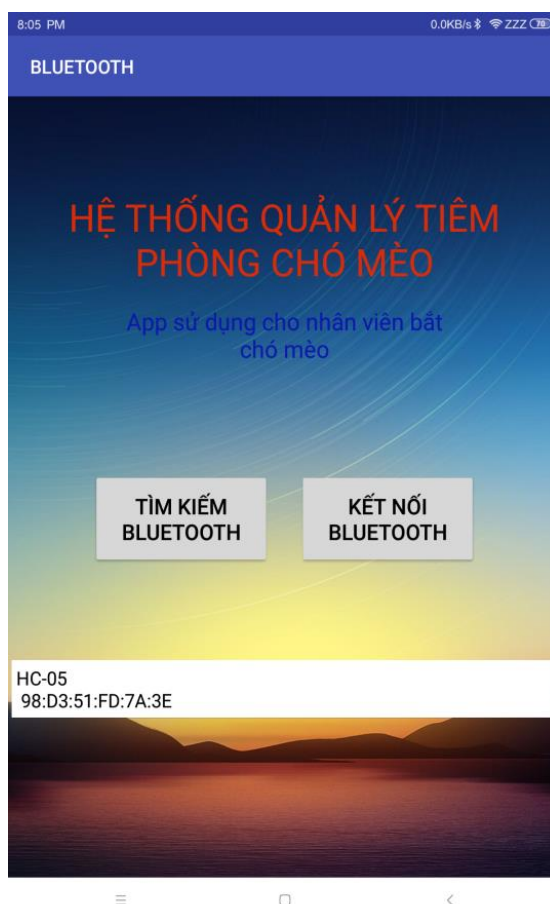 8:05 PM 0.0KB/s ZZZ 70
BLUETOOTH
HỆ THỐNG QUẢN LÝ TIÊM
PHÒNG CHÓ MÈO
App sử dụng cho nhân viên bắt
chó mèo
TÌM KIẾM
BLUETOOTH
KẾT NỐI
BLUETOOTH
HC-05
98:D3:51:FD:7A:3E